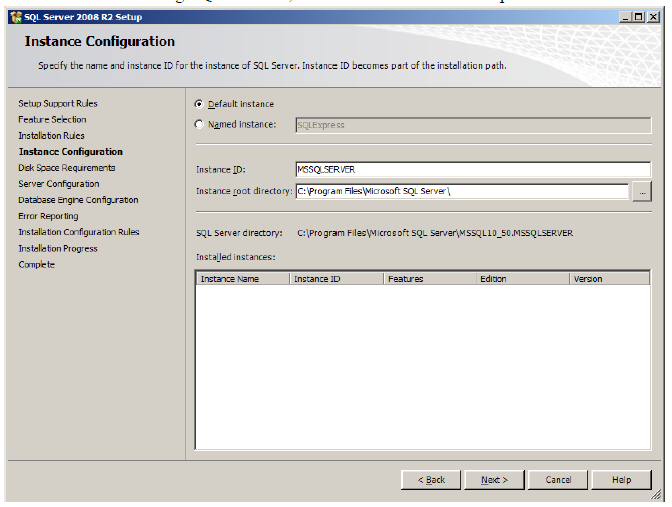 SQL Server 2008 R2 Setup
Instance Configuration
Specify the name and instance ID for the instance of SQL Server. Instance ID becomes part of the installation path.
Setup Support Rules
Feature Selection
Installation Rules
Instance Configuration
Disk Space Requirements
Server Configuration
Database Engine Configuration
Error Reporting
Installation Configuration Rules
Installation Progress
Complete
Default instance
Named instance: SQLExpress
Instance ID: MSSQLSERVER
Instance root directory: C:\Program Files\Microsoft SQL Server\ ...
SQL Server directory: C:\Program Files\Microsoft SQL Server\MSSQL10_50.MSSQLSERVER
Installed instances:
Instance Name Instance ID Features Edition Version
< Back Next > Cancel Help